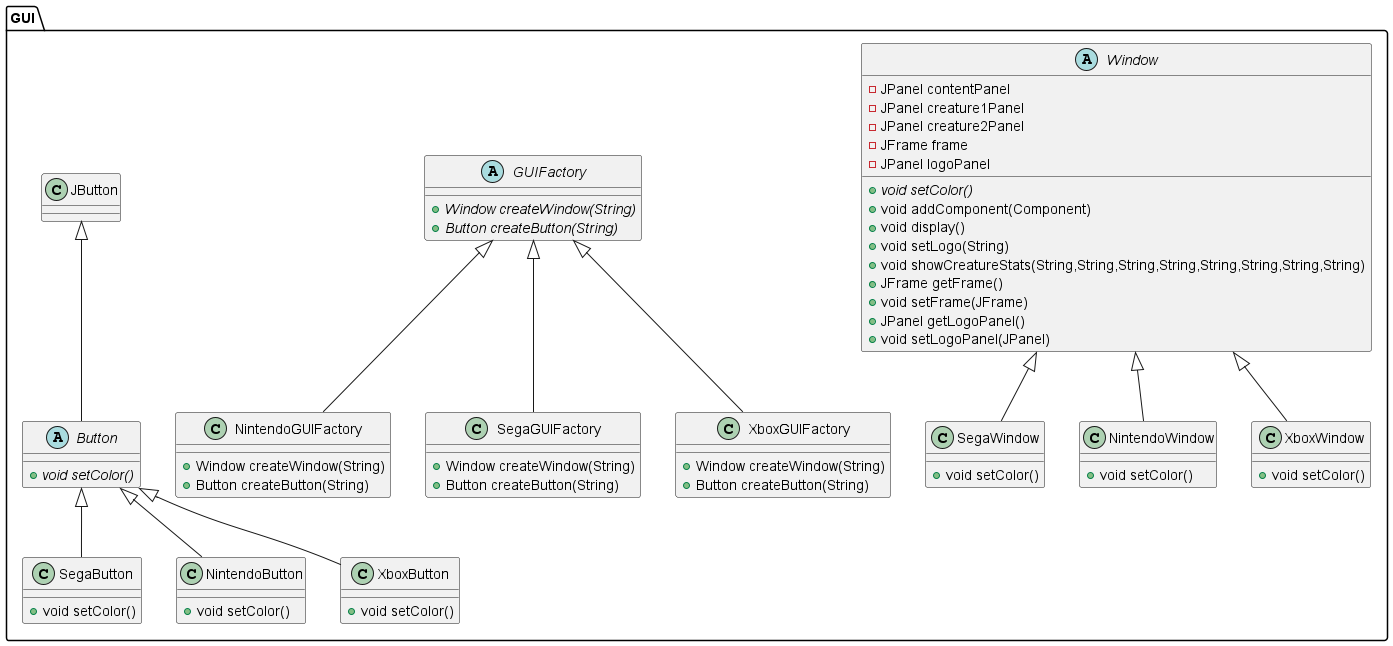 GUI
A Window
JPanel contentPanel
JPanel creature1Panel
JPanel creature2Panel
JFrame frame
JPanel logoPanel
void setColor()
void addComponent(Component)
void display()
void setLogo(String)
void showCreatureStats(String,String,String,String,String,String,String,String)
JFrame getFrame()
void setFrame(JFrame)
JPanel getLogoPanel()
void setLogoPanel(JPanel)
A GUIFactory
Window createWindow(String)
Button createButton(String)
C JButton
A Button
void setColor()
C NintendoGUIFactory
Window createWindow(String)
Button createButton(String)
C SegaGUIFactory
Window createWindow(String)
Button createButton(String)
C XboxGUIFactory
Window createWindow(String)
Button createButton(String)
C SegaWindow
void setColor()
C NintendoWindow
void setColor()
C XboxWindow
void setColor()
C SegaButton
void setColor()
C NintendoButton
void setColor()
C XboxButton
void setColor()